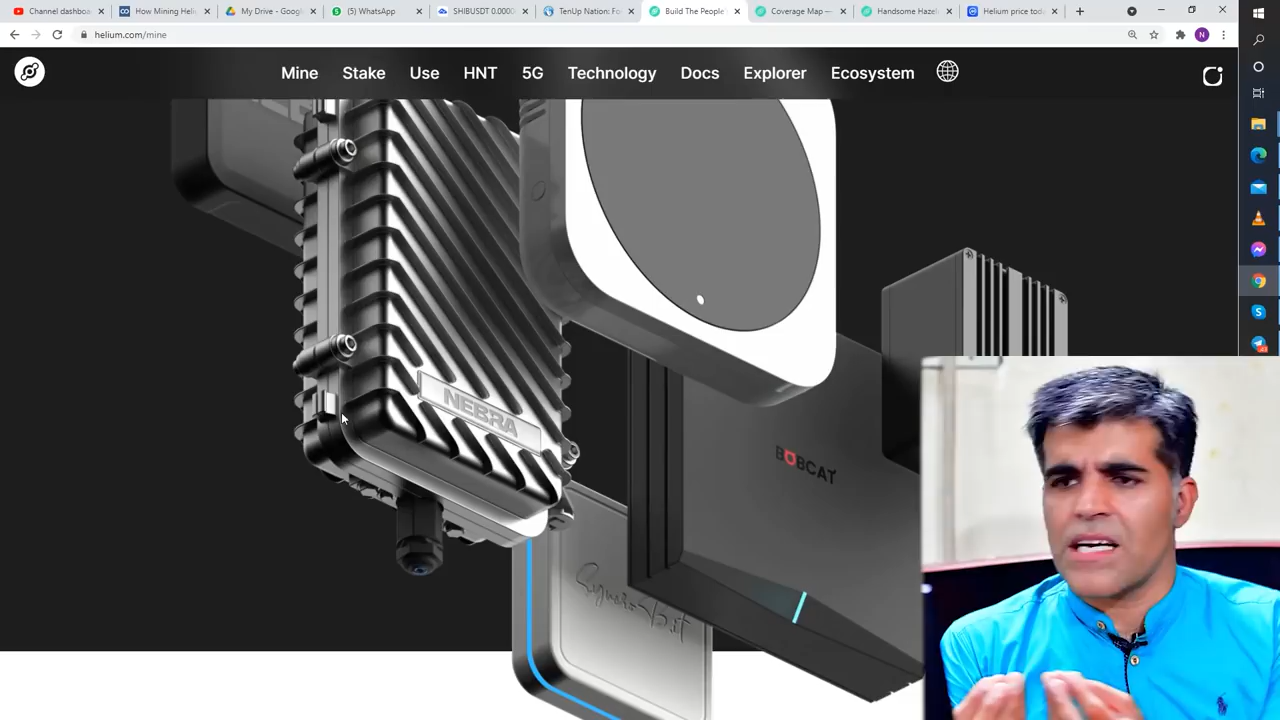 Channel dashboa
How Mining Heli
My Drive - Google
(5) WhatsApp
SHIBUSDT 0.0000
TenUp Nation: Fo
Build The People
Coverage Map —
Handsome Hazel
Helium price tod
helium.com/mine
N
Mine Stake Use HNT 5G Technology Docs Explorer Ecosystem
NEBRA
BOBCAT